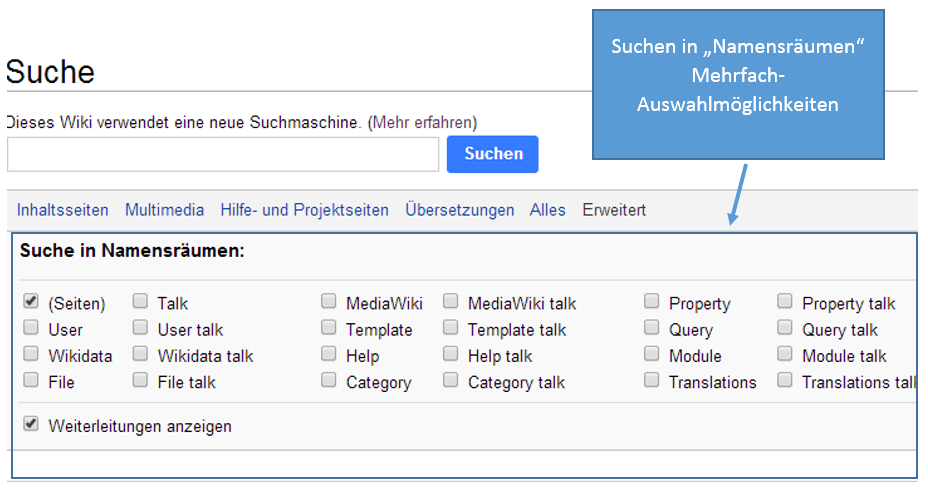 Suchen in „Namensräumen“
Mehrfach-
Auswahlmöglichkeiten
Suche
Dieses Wiki verwendet eine neue Suchmaschine. (Mehr erfahren)
Suchen
Inhaltsseiten Multimedia Hilfe- und Projektseiten Übersetzungen Alles Erweitert
Suche in Namensräumen:
(Seiten) Talk MediaWiki MediaWiki talk Property Property talk
User User talk Template Template talk Query Query talk
Wikidata Wikidata talk Help Help talk Module Module talk
File File talk Category Category talk Translations Translations talk
Weiterleitungen anzeigen